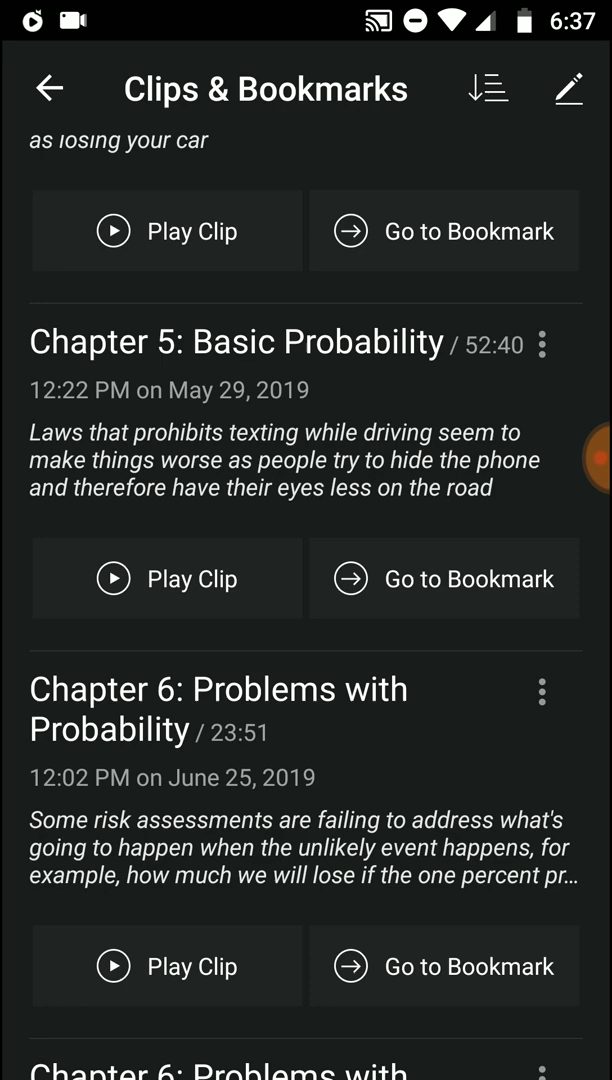 6:37
Clips & Bookmarks
as losing your car
Play Clip
Go to Bookmark
Chapter 5: Basic Probability / 52:40
12:22 PM on May 29, 2019
Laws that prohibits texting while driving seem to
make things worse as people try to hide the phone
and therefore have their eyes less on the road
Play Clip
Go to Bookmark
Chapter 6: Problems with
Probability / 23:51
12:02 PM on June 25, 2019
Some risk assessments are failing to address what's
going to happen when the unlikely event happens, for
example, how much we will lose if the one percent pr...
Play Clip
Go to Bookmark
Chapter 6: Problems with